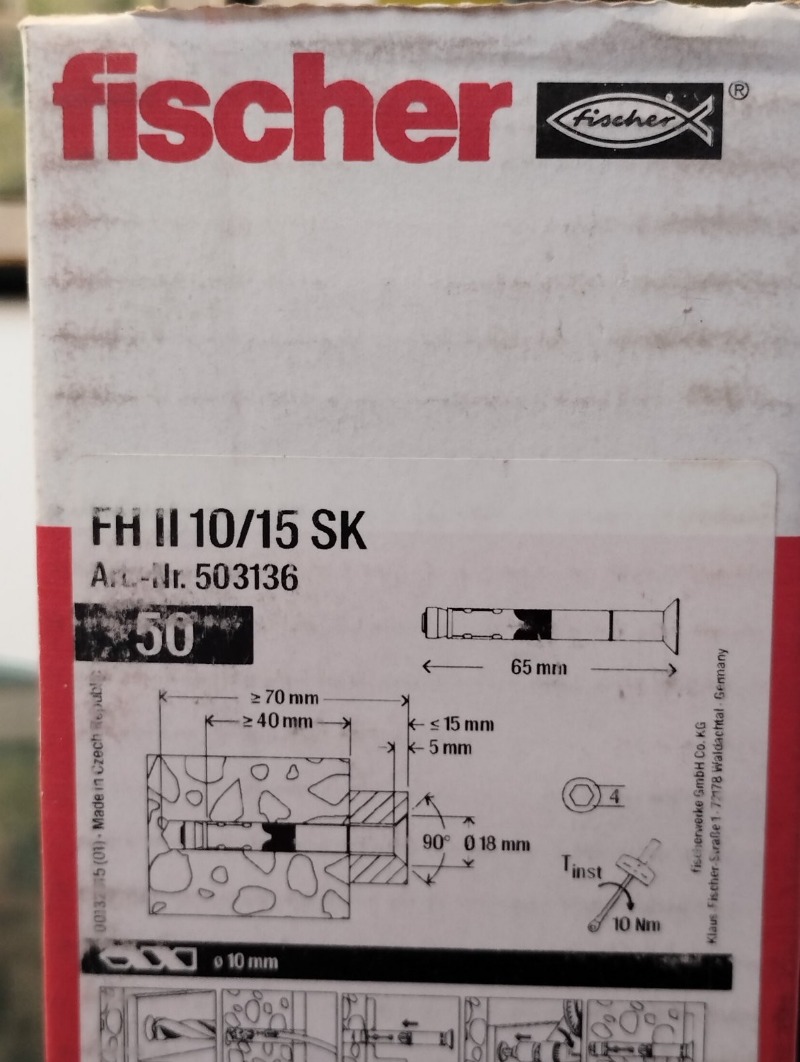 fischer
fischer ®
FH II 10/15 SK
Art.-Nr. 503136
50
65 mm
≥ 70 mm
≥ 40 mm
≤ 15 mm
5 mm
90° Ø 18 mm
4
Tinst
10 Nm
ø 10 mm
(01) - Made in Czech Republic
fischerwerke GmbH Co. KG
Klaus-Fischer-Straße 1 · 72178 Waldachtal · Germany